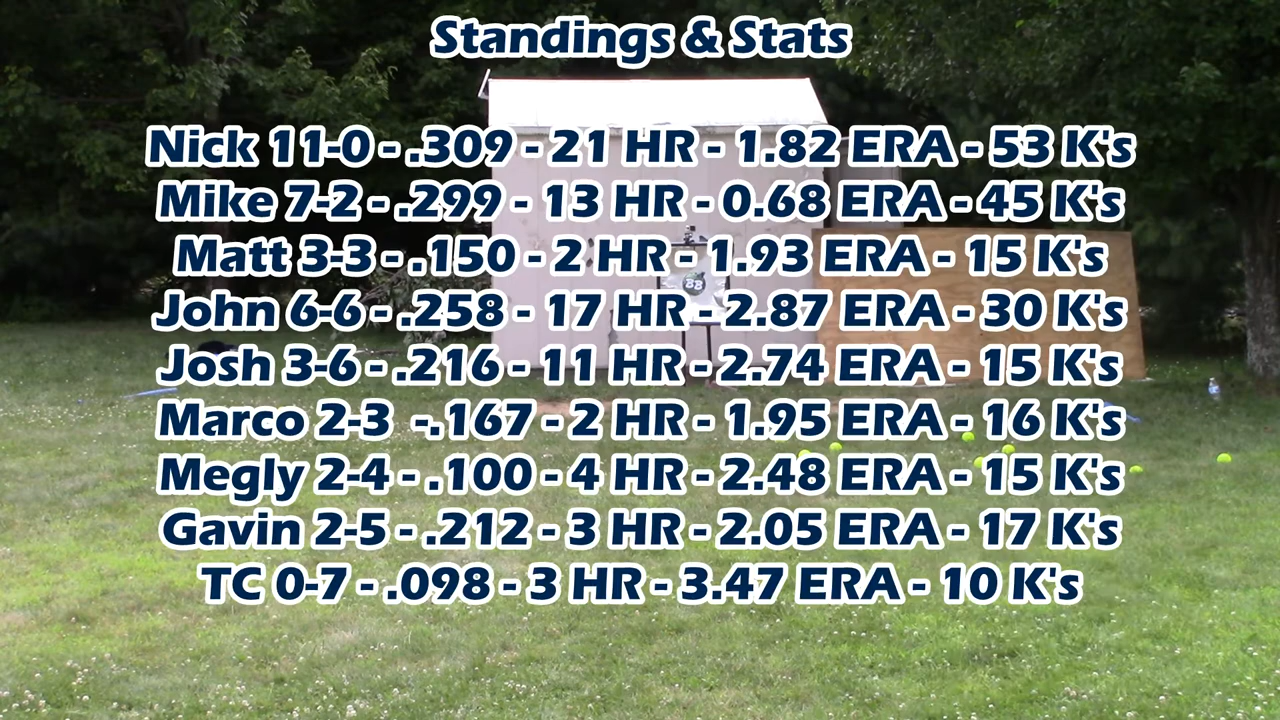 Standings & Stats
Nick 11-0 - .309 - 21 HR - 1.82 ERA - 53 K's
Mike 7-2 - .299 - 13 HR - 0.68 ERA - 45 K's
Matt 3-3 - .150 - 2 HR - 1.93 ERA - 15 K's
BB
John 6-6 - .258 - 17 HR - 2.87 ERA - 30 K's
Josh 3-6 - .216 - 11 HR - 2.74 ERA - 15 K's
Marco 2-3 -.167 - 2 HR - 1.95 ERA - 16 K's
Megly 2-4 - .100 - 4 HR - 2.48 ERA - 15 K's
Gavin 2-5 - .212 - 3 HR - 2.05 ERA - 17 K's
TC 0-7 - .098 - 3 HR - 3.47 ERA - 10 K's